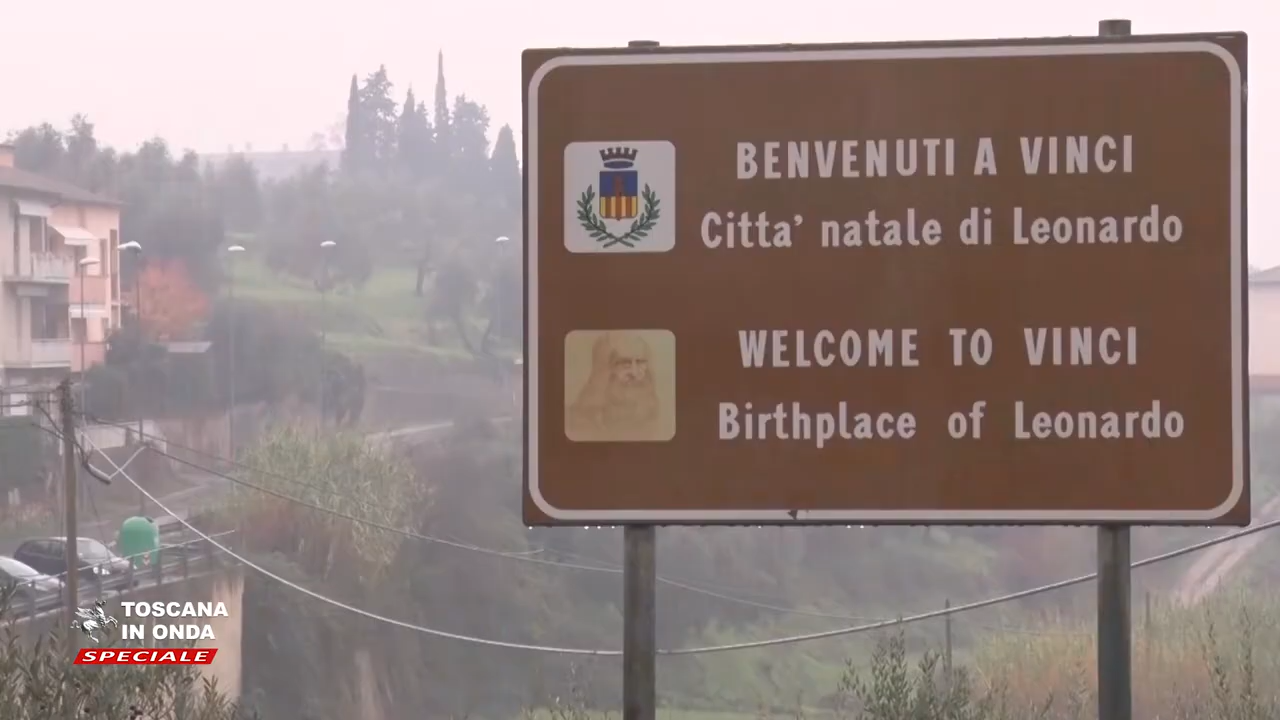 BENVENUTI A VINCI
Citta' natale di Leonardo
WELCOME TO VINCI
Birthplace of Leonardo
TOSCANA
IN ONDA
SPECIALE